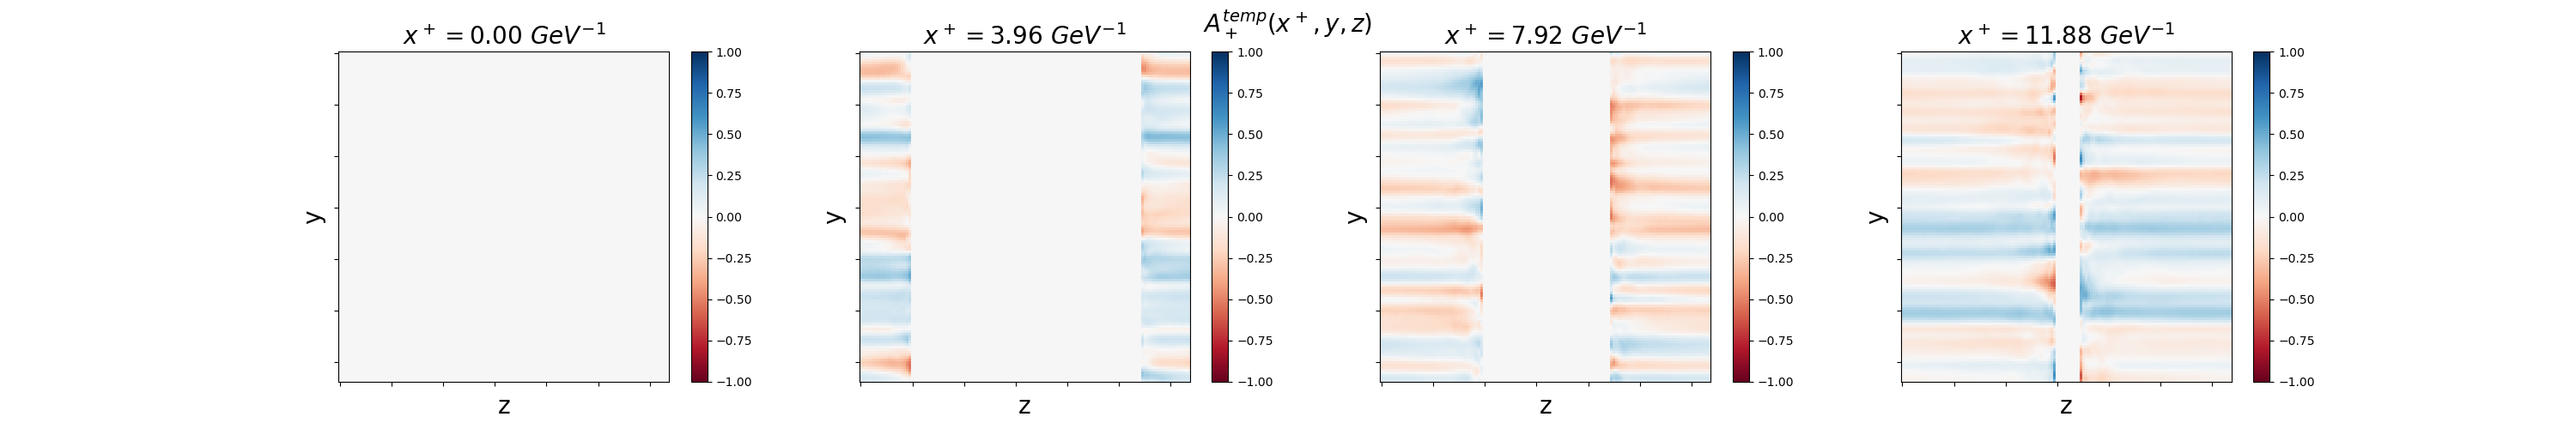 A₊ᵗᵉᵐᵖ(x⁺, y, z)
x⁺ = 0.00 GeV⁻¹
y
z
1.00
0.75
0.50
0.25
0.00
−0.25
−0.50
−0.75
−1.00
x⁺ = 3.96 GeV⁻¹
y
z
1.00
0.75
0.50
0.25
0.00
−0.25
−0.50
−0.75
−1.00
x⁺ = 7.92 GeV⁻¹
y
z
1.00
0.75
0.50
0.25
0.00
−0.25
−0.50
−0.75
−1.00
x⁺ = 11.88 GeV⁻¹
y
z
1.00
0.75
0.50
0.25
0.00
−0.25
−0.50
−0.75
−1.00